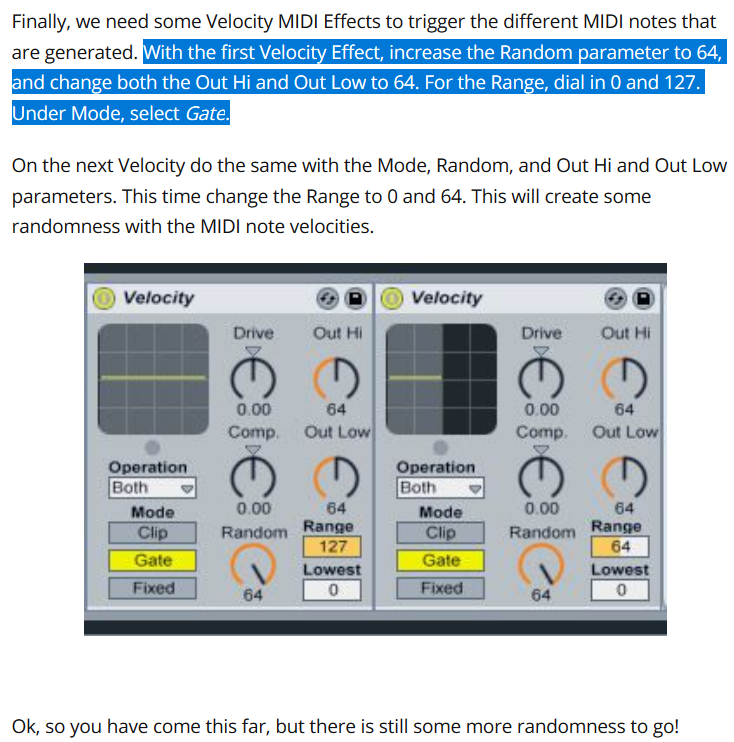 Finally, we need some Velocity MIDI Effects to trigger the different MIDI notes that
are generated. With the first Velocity Effect, increase the Random parameter to 64,
and change both the Out Hi and Out Low to 64. For the Range, dial in 0 and 127.
Under Mode, select Gate.
On the next Velocity do the same with the Mode, Random, and Out Hi and Out Low
parameters. This time change the Range to 0 and 64. This will create some
randomness with the MIDI note velocities.
Velocity
Drive
Out Hi
0.00
64
Comp.
Out Low
Operation
Both
0.00
64
Mode
Clip
Random
Range
127
Gate
Lowest
Fixed
64
0
Velocity
Drive
Out Hi
0.00
64
Comp.
Out Low
Operation
Both
0.00
64
Mode
Clip
Random
Range
64
Gate
Lowest
Fixed
64
0
Ok, so you have come this far, but there is still some more randomness to go!